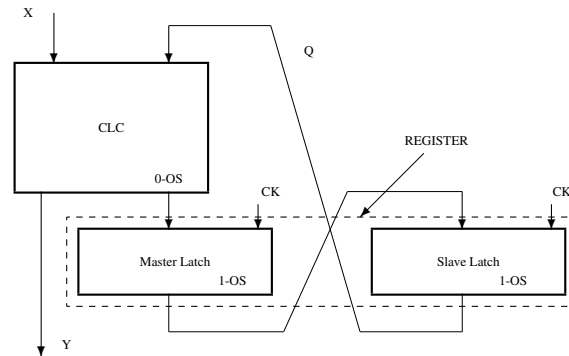 X
Q
CLC
REGISTER
0-OS
CK
CK
Master Latch
Slave Latch
1-OS
1-OS
Y